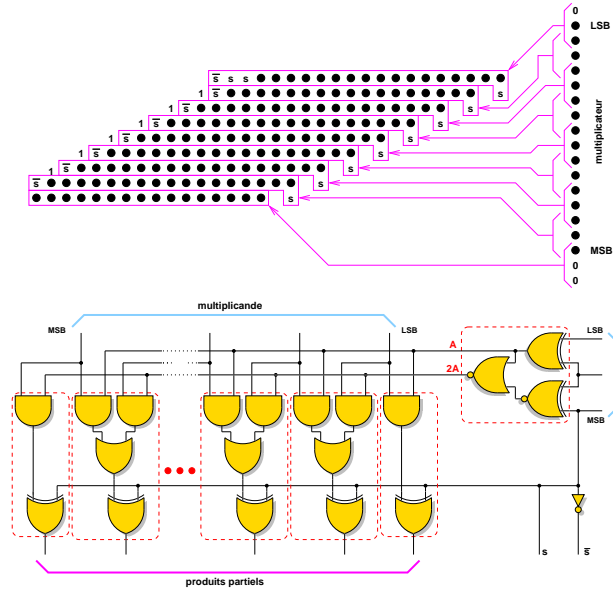 0
LSB
s̅ s s
1 s̅ s
1 s̅ s
1 s̅ s
1 s̅ s
1 s̅ s
1 s̅ s
s̅ s
s
multiplicateur
MSB
0
0
multiplicande
MSB
LSB
A
2A
LSB
MSB
s
s̅
produits partiels